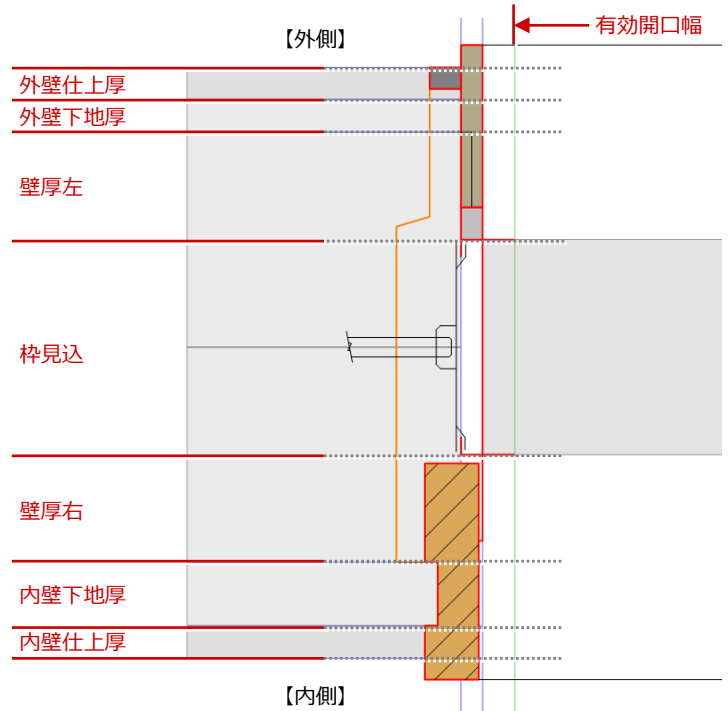 有効開口幅
【外側】
外壁仕上厚
外壁下地厚
壁厚左
枠見込
壁厚右
内壁下地厚
内壁仕上厚
【内側】